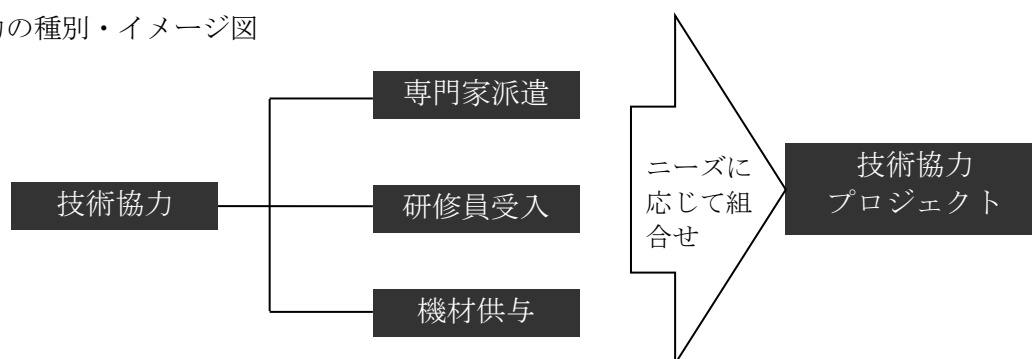 の種別・イメージ図
専門家派遣
技術協力
研修員受入
機材供与
ニーズに
応じて組
合せ
技術協力
プロジェクト